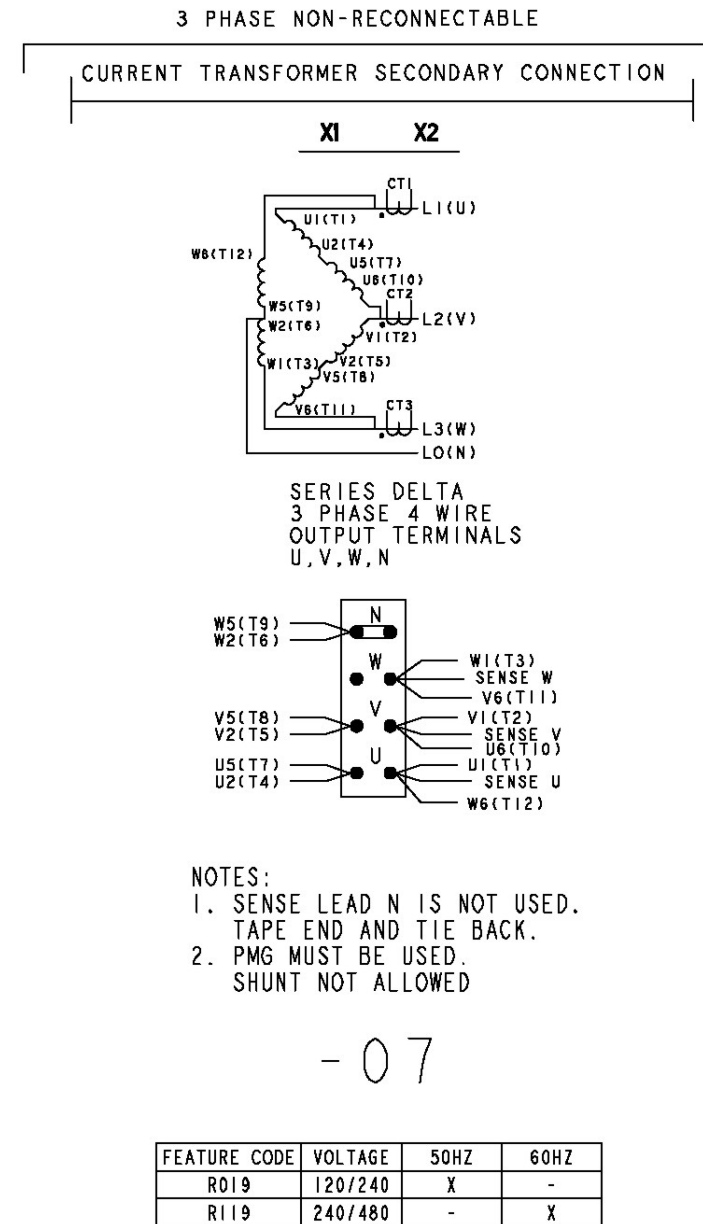 3 PHASE NON-RECONNECTABLE
CURRENT TRANSFORMER SECONDARY CONNECTION
X1 X2
CT1
L1(U)
U1(T1)
U2(T4)
W6(T12)
U5(T7)
U6(T10)
CT2
W5(T9)
L2(V)
W2(T6)
V1(T2)
W1(T3)
V2(T5)
V5(T8)
V6(T11)
CT3
L3(W)
L0(N)
SERIES DELTA
3 PHASE 4 WIRE
OUTPUT TERMINALS
U,V,W,N
W5(T9)
W2(T6)
N
W
W1(T3)
SENSE W
V6(T11)
V5(T8)
V2(T5)
V
V1(T2)
SENSE V
U6(T10)
U5(T7)
U2(T4)
U
U1(T1)
SENSE U
W6(T12)
NOTES:
1. SENSE LEAD N IS NOT USED.
TAPE END AND TIE BACK.
2. PMG MUST BE USED.
SHUNT NOT ALLOWED
-07
FEATURE CODE VOLTAGE 50HZ 60HZ
R019 120/240 X -
R119 240/480 - X